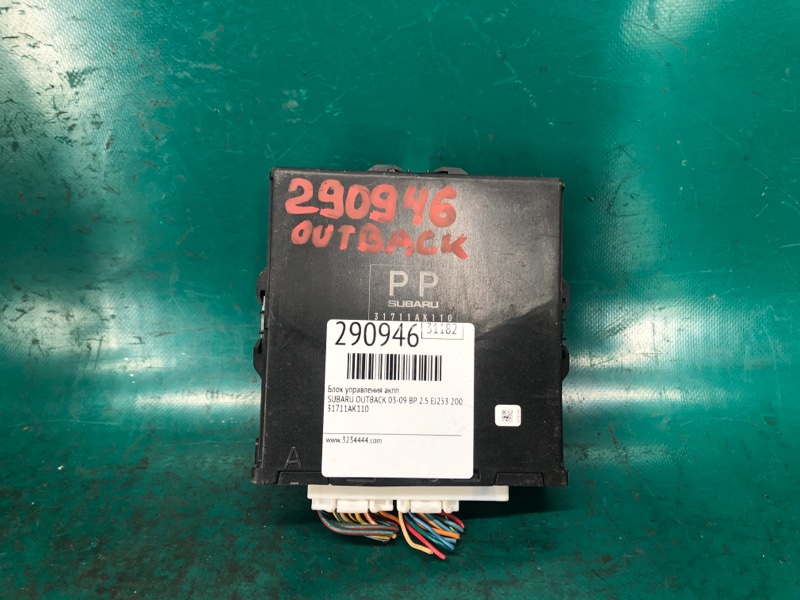 290946
OUTBACK
PP
SUBARU
31711AK110
31182
290946
Блок управления акпп
SUBARU OUTBACK 03-09 BP 2.5 EJ253 200
31711AK110
www.3234444.com
A